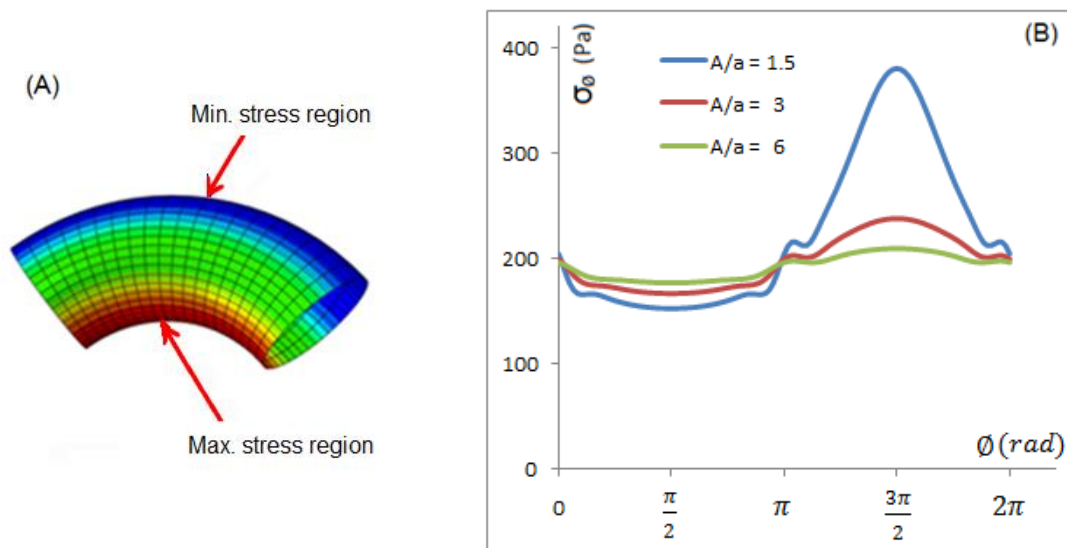 (A)
Min. stress region
Max. stress region
(B)
σ_ϕ (Pa)
400
300
200
100
0
A/a = 1.5
A/a = 3
A/a = 6
∅(rad)
0
π/2
π
3π/2
2π